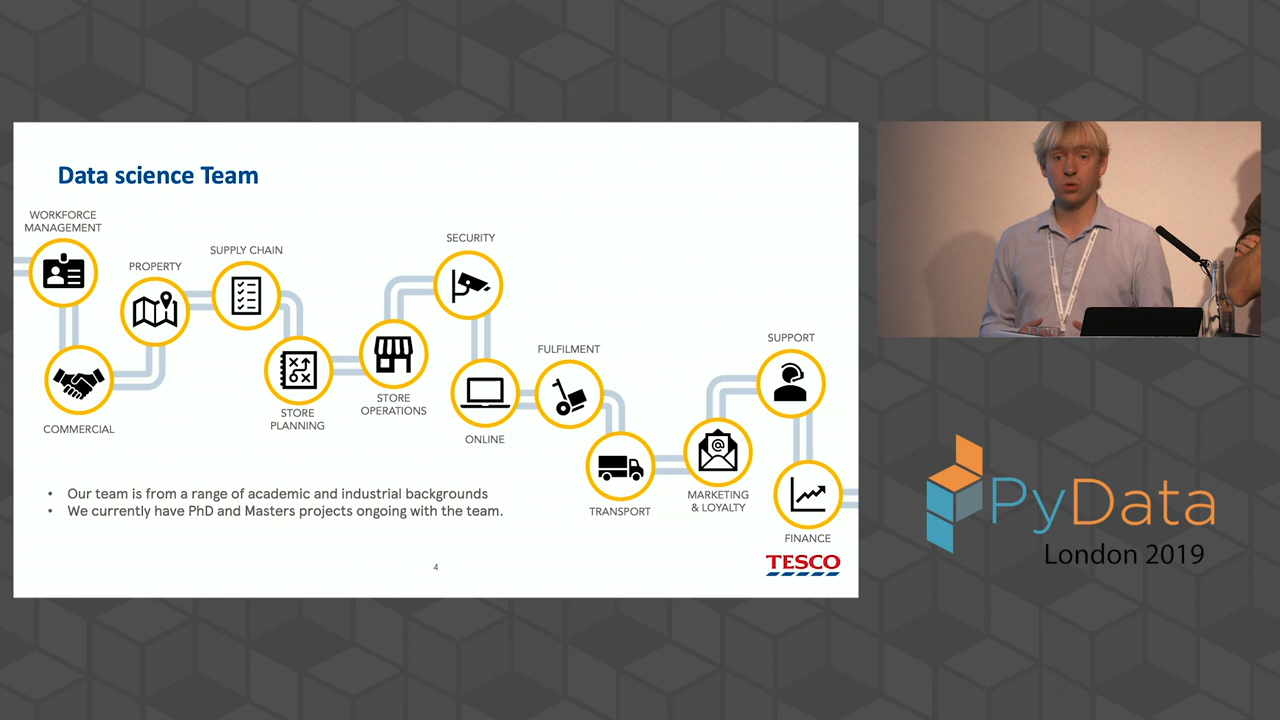 Data science Team
WORKFORCE
MANAGEMENT
PROPERTY
SUPPLY CHAIN
SECURITY
COMMERCIAL
STORE
PLANNING
STORE
OPERATIONS
ONLINE
FULFILMENT
TRANSPORT
MARKETING
& LOYALTY
SUPPORT
FINANCE
@
• Our team is from a range of academic and industrial backgrounds
• We currently have PhD and Masters projects ongoing with the team.
4
TESCO
PyData
London 2019